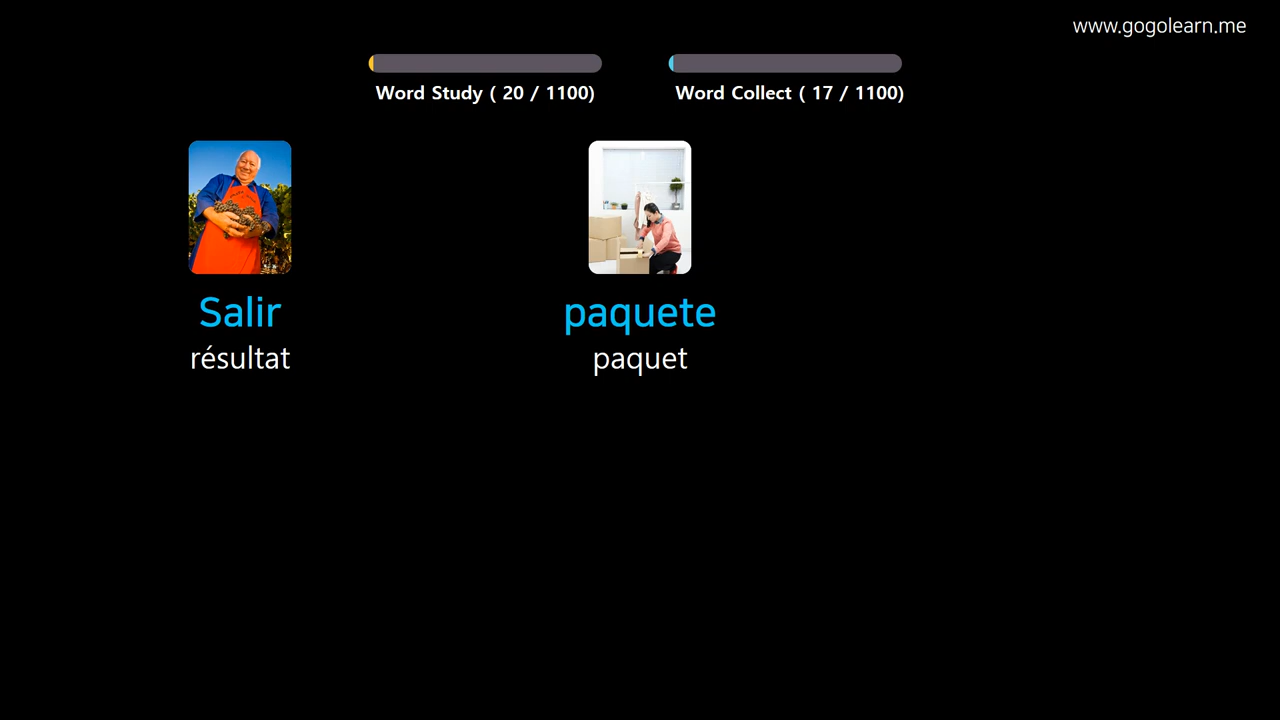 www.gogolearn.me
Word Study ( 20 / 1100)
Word Collect ( 17 / 1100)
Salir
paquete
résultat
paquet